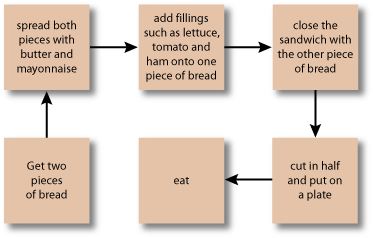 Get two
pieces
of bread
spread both
pieces with
butter and
mayonnaise
add fillings
such as lettuce,
tomato and
ham onto one
piece of bread
close the
sandwich with
the other piece
of bread
cut in half
and put on
a plate
eat